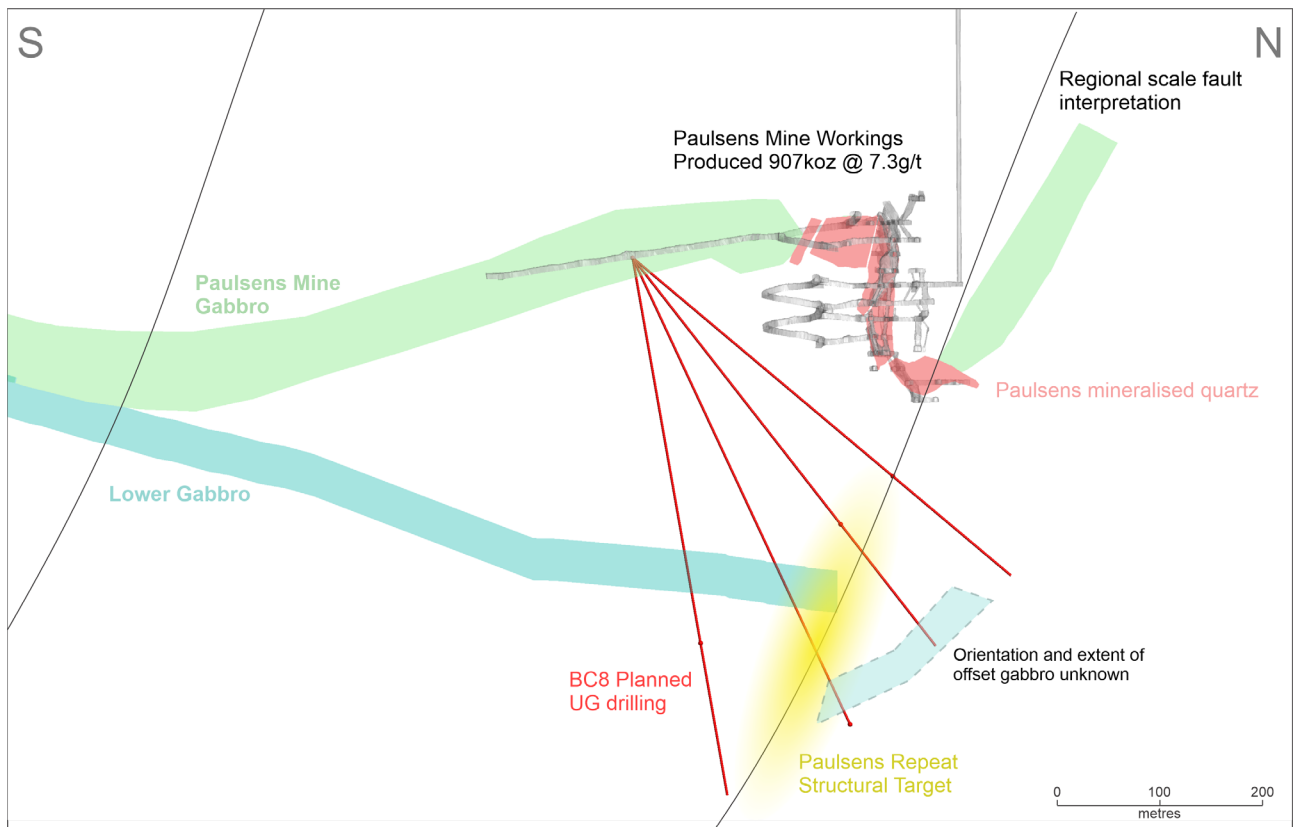 S
N
Regional scale fault
interpretation
Paulsens Mine Workings
Produced 907koz @ 7.3g/t
Paulsens Mine
Gabbro
Paulsens mineralised quartz
Lower Gabbro
Orientation and extent of
offset gabbro unknown
BC8 Planned
UG drilling
Paulsens Repeat
Structural Target
0 100 200
metres